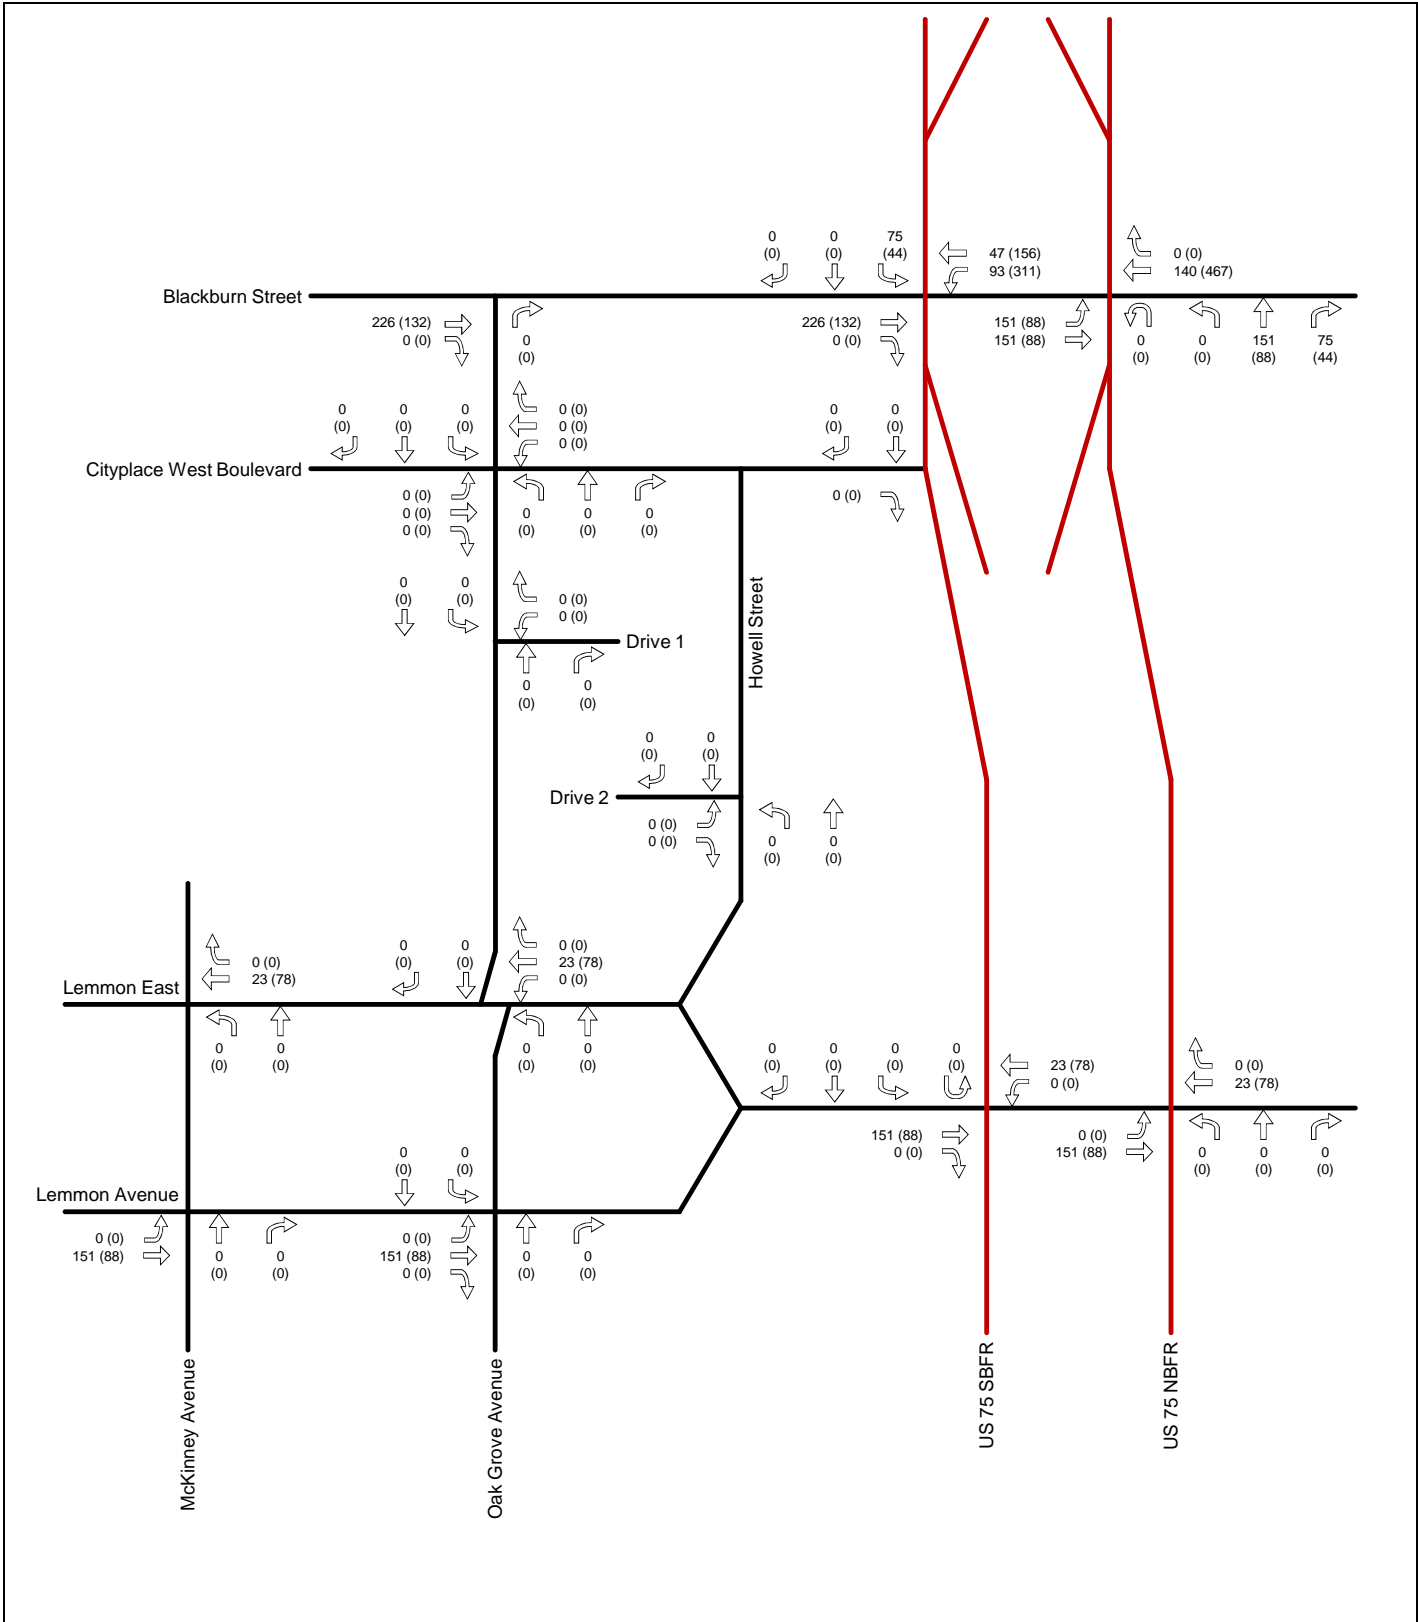 0 0 75
(0) (0) (44)
47 (156)
93 (311)
0 (0)
140 (467)
Blackburn Street
226 (132)
0 (0)
0
(0)
226 (132)
0 (0)
151 (88)
151 (88)
0 0 151 75
(0) (0) (88) (44)
0 0 0
(0) (0) (0)
0 (0)
0 (0)
0 (0)
0 0
(0) (0)
Cityplace West Boulevard
0 (0)
0 (0)
0 (0)
0 0 0
(0) (0) (0)
0 (0)
0 0
(0) (0)
0 (0)
0 (0)
Drive 1
0 0
(0) (0)
Howell Street
0 0
(0) (0)
Drive 2
0 (0)
0 (0)
0 0
(0) (0)
0 (0)
23 (78)
0 0
(0) (0)
0 (0)
23 (78)
0 (0)
Lemmon East
0 0
(0) (0)
0 0
(0) (0)
0 0 0 0
(0) (0) (0) (0)
23 (78)
0 (0)
0 (0)
23 (78)
151 (88)
0 (0)
0 (0)
151 (88)
0 0 0
(0) (0) (0)
0 0
(0) (0)
Lemmon Avenue
0 (0)
151 (88)
0 0
(0) (0)
0 (0)
151 (88)
0 (0)
0 0
(0) (0)
McKinney Avenue
Oak Grove Avenue
US 75 SBFR
US 75 NBFR